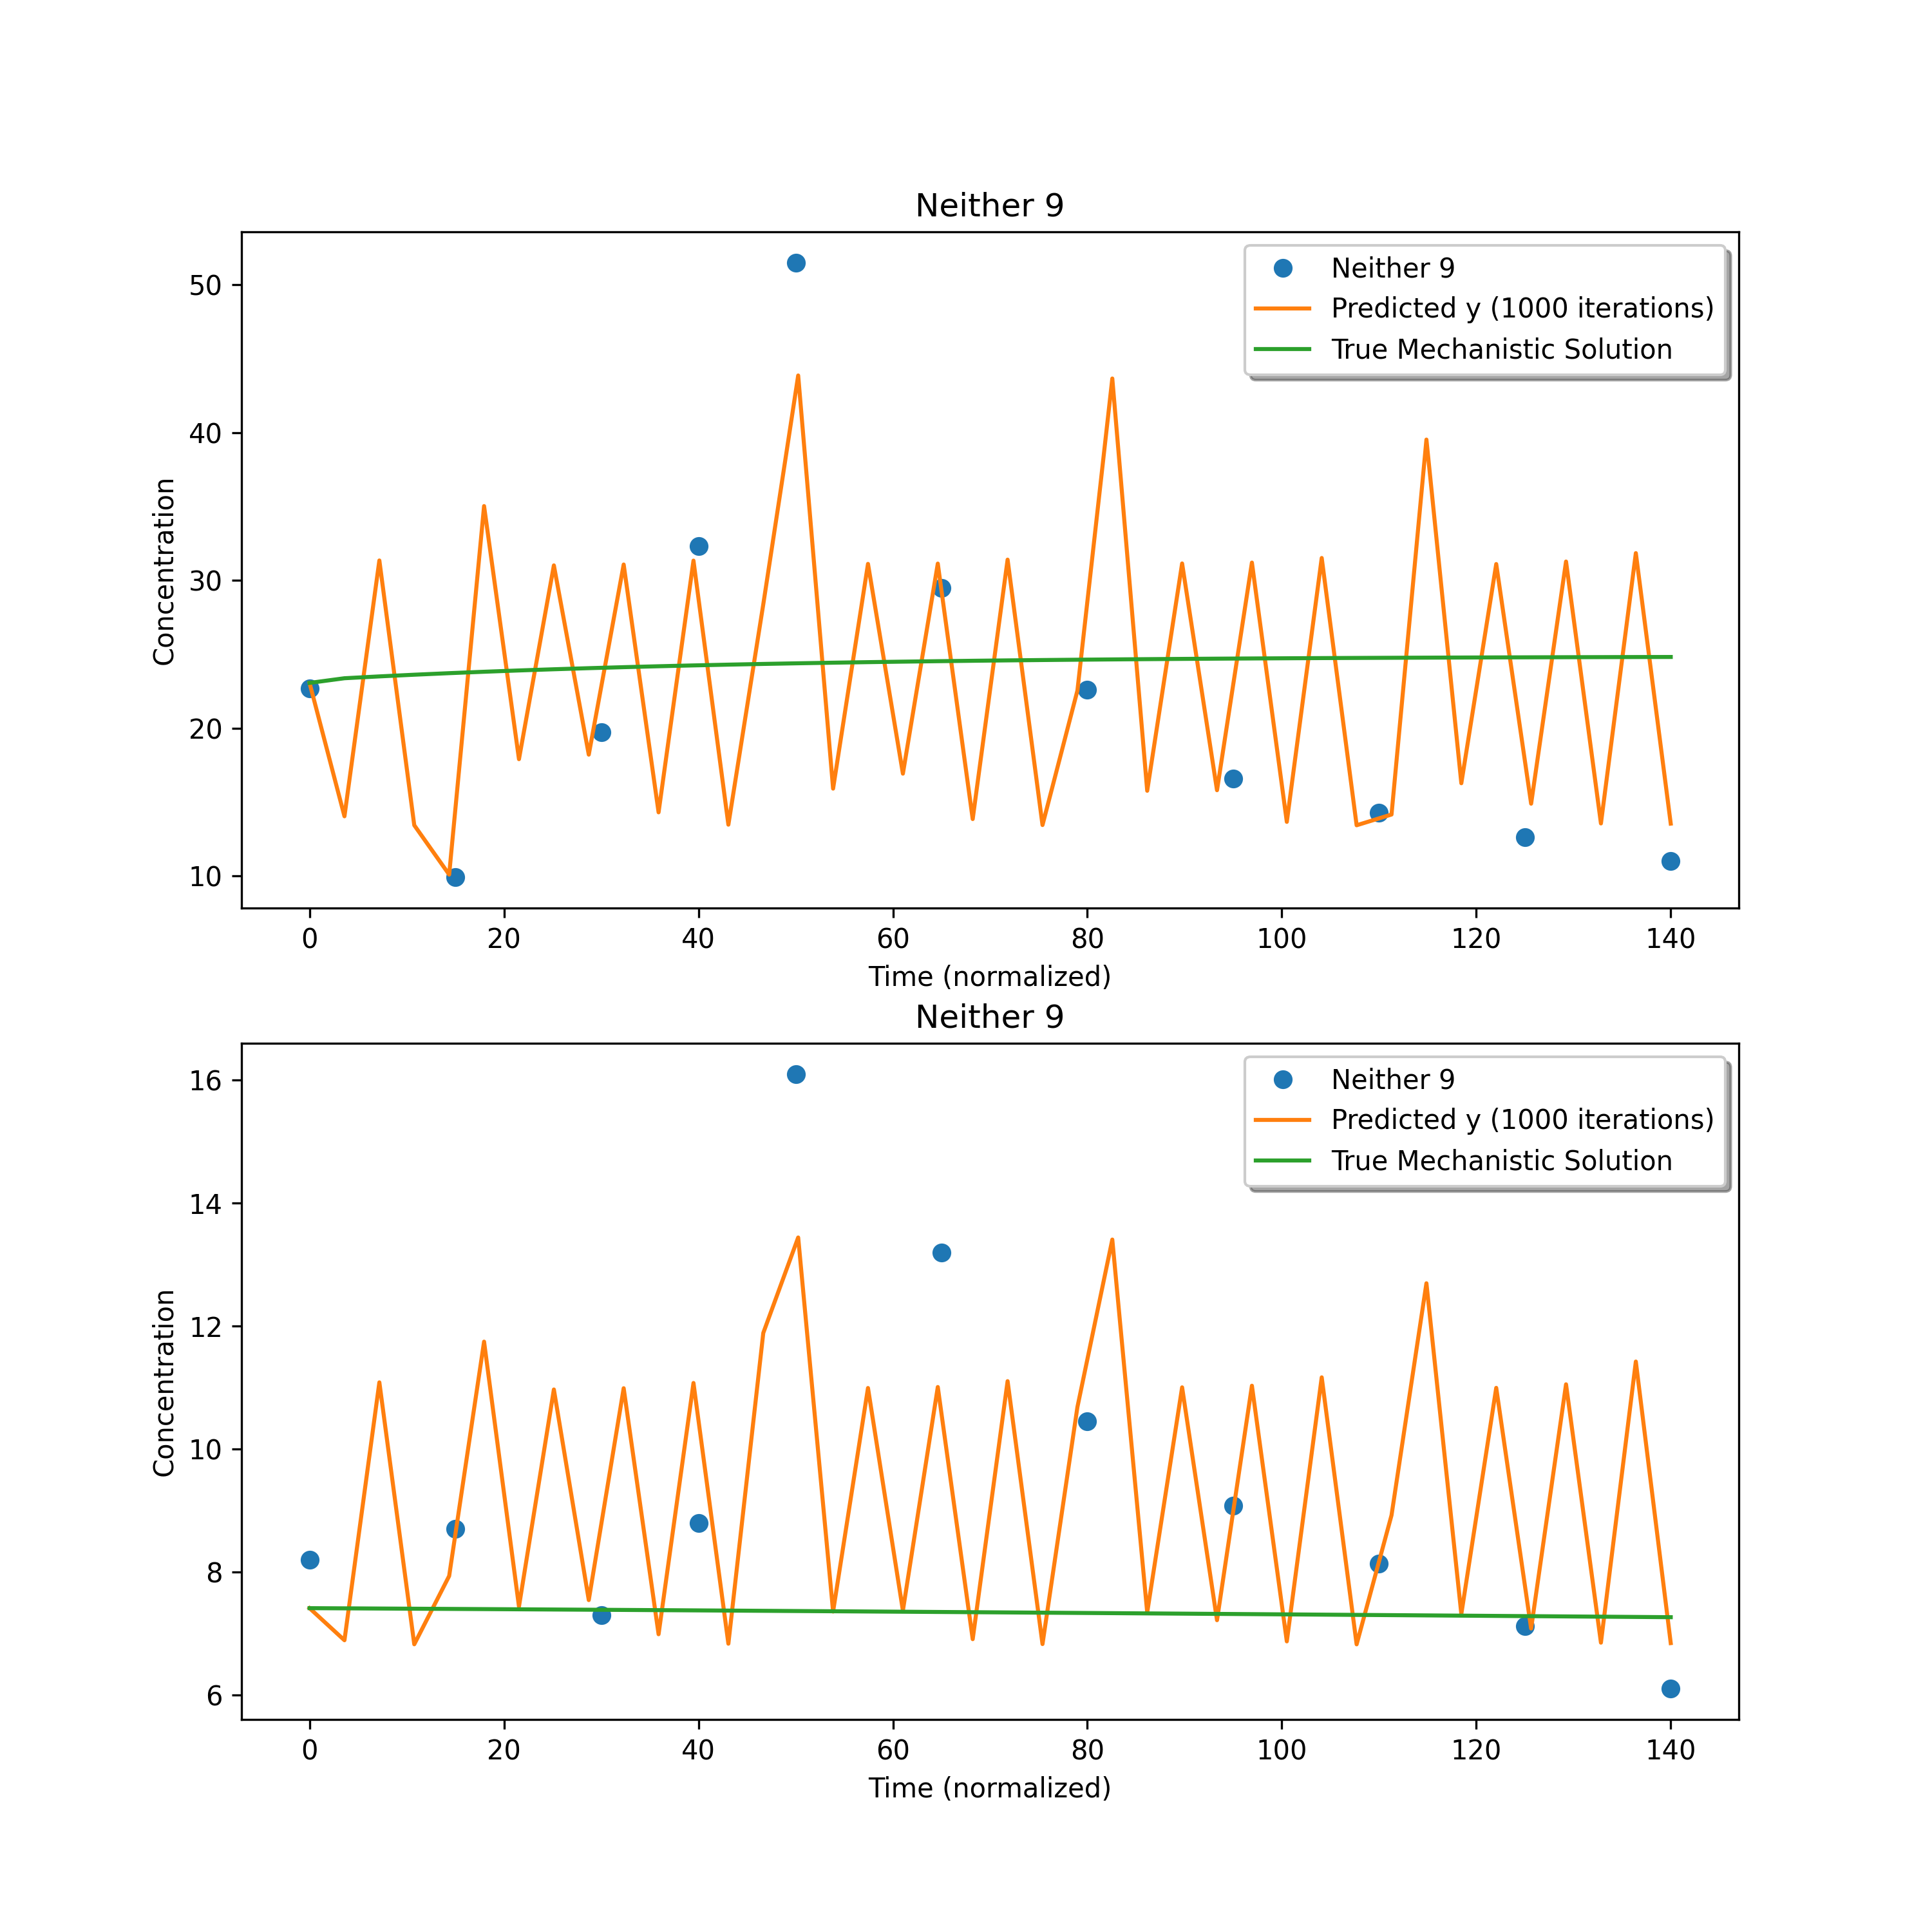 Neither 9
Neither 9
Predicted y (1000 iterations)
True Mechanistic Solution
50
40
30
20
10
Concentration
0 20 40 60 80 100 120 140
Time (normalized)
Neither 9
Neither 9
Predicted y (1000 iterations)
True Mechanistic Solution
16
14
12
10
8
6
Concentration
0 20 40 60 80 100 120 140
Time (normalized)